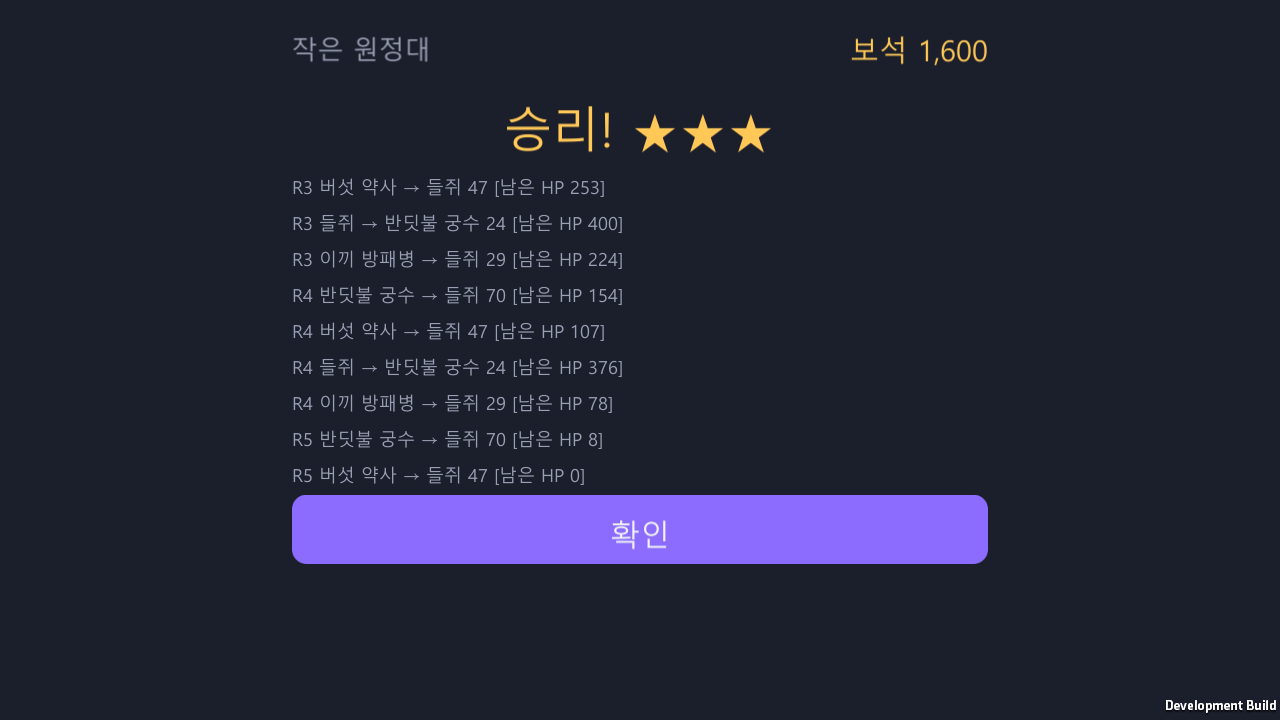 작은 원정대
보석 1,600
승리! ★★★
R3 버섯 약사 → 들쥐 47 [남은 HP 253]
R3 들쥐 → 반딧불 궁수 24 [남은 HP 400]
R3 이끼 방패병 → 들쥐 29 [남은 HP 224]
R4 반딧불 궁수 → 들쥐 70 [남은 HP 154]
R4 버섯 약사 → 들쥐 47 [남은 HP 107]
R4 들쥐 → 반딧불 궁수 24 [남은 HP 376]
R4 이끼 방패병 → 들쥐 29 [남은 HP 78]
R5 반딧불 궁수 → 들쥐 70 [남은 HP 8]
R5 버섯 약사 → 들쥐 47 [남은 HP 0]
확인
Development Build